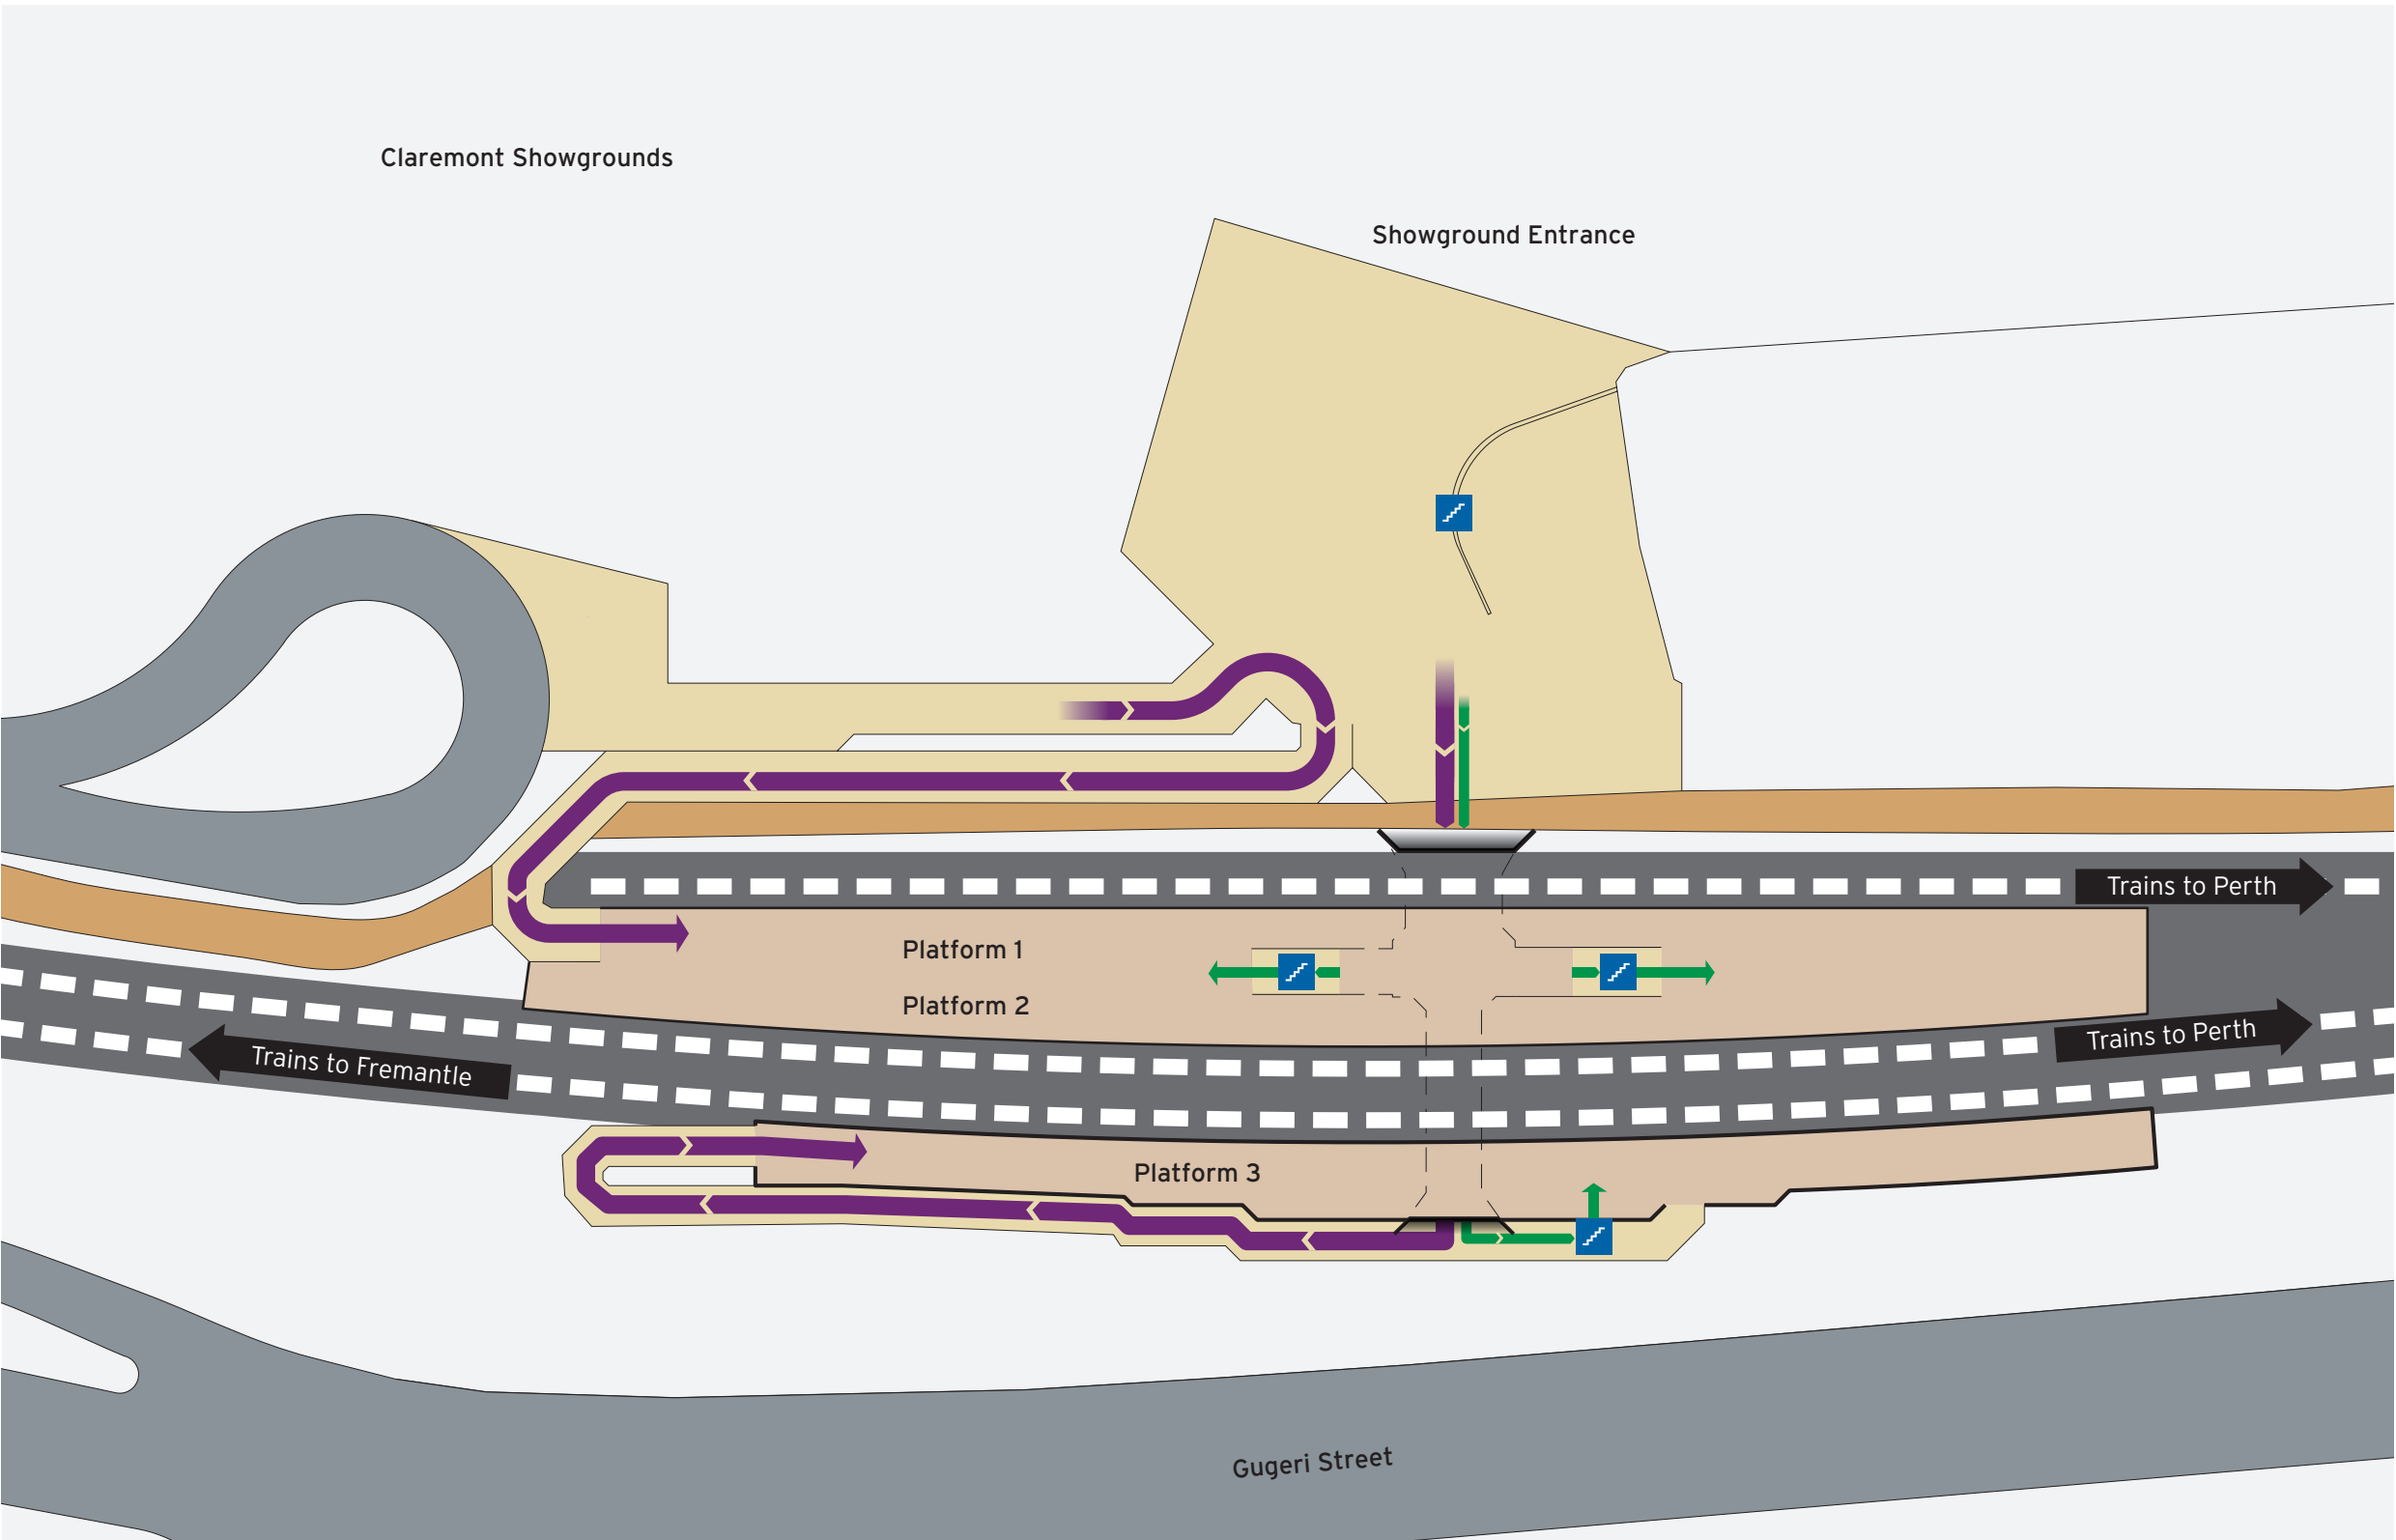 Claremont Showgrounds
Showground Entrance
Trains to Perth
Platform 1
Platform 2
Trains to Perth
Trains to Fremantle
Platform 3
Gugeri Street